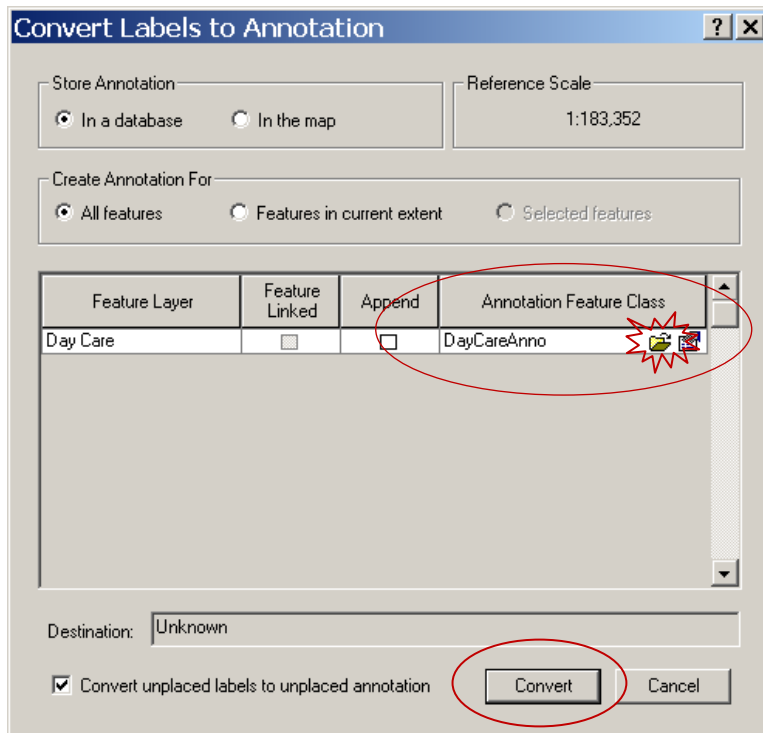 Convert Labels to Annotation
Store Annotation
In a database
In the map
Reference Scale
1:183,352
Create Annotation For
All features
Features in current extent
Selected features
Feature Layer
Feature
Linked
Append
Annotation Feature Class
Day Care
DayCareAnno
Destination:
Unknown
Convert unplaced labels to unplaced annotation
Convert
Cancel